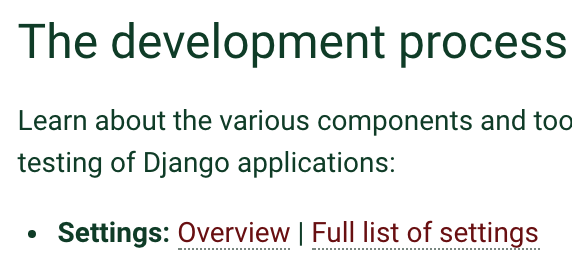 The development process
Learn about the various components and too
testing of Django applications:
• Settings: Overview | Full list of settings